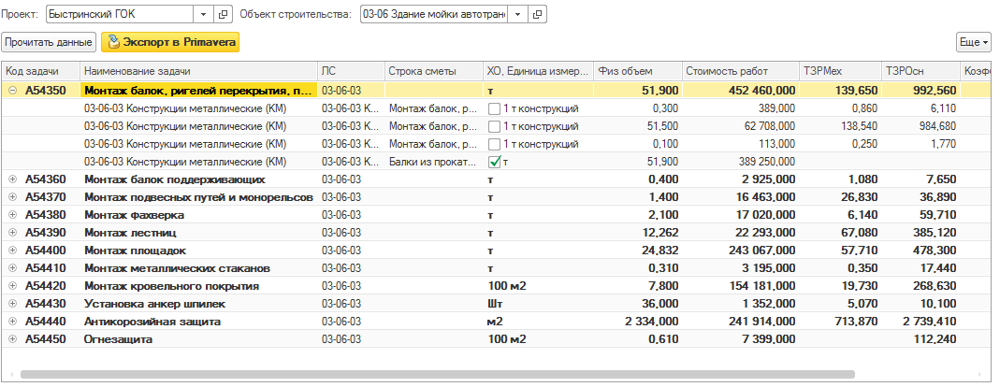 Проект: Быстринский ГОК Объект строительства: 03-06 Здание мойки автотран
Прочитать данные Экспорт в Primavera Еще
Код задачи Наименование задачи ЛС Строка сметы ХО, Единица измер... Физ объем Стоимость работ ТЗРМех ТЗРОсн Коэфо
A54350 Монтаж балок, ригелей перекрытия, п... 03-06-03 т 51,900 452 460,000 139,650 992,560
03-06-03 Конструкции металлические (КМ) 03-06-03 К... Монтаж балок, р... 1 т конструкций 0,300 389,000 0,860 6,110
03-06-03 Конструкции металлические (КМ) 03-06-03 К... Монтаж балок, р... 1 т конструкций 51,500 62 708,000 138,540 984,680
03-06-03 Конструкции металлические (КМ) 03-06-03 К... Монтаж балок, р... 1 т конструкций 0,100 113,000 0,250 1,770
03-06-03 Конструкции металлические (КМ) 03-06-03 К... Балки из прокат... т 51,900 389 250,000
A54360 Монтаж балок поддерживающих 03-06-03 т 0,400 2 925,000 1,080 7,650
A54370 Монтаж подвесных путей и монорельсов 03-06-03 т 1,400 16 463,000 26,830 36,890
A54380 Монтаж фахверка 03-06-03 т 2,100 17 020,000 6,140 59,710
A54390 Монтаж лестниц 03-06-03 т 12,262 22 293,000 67,080 385,120
A54400 Монтаж площадок 03-06-03 т 24,832 243 067,000 57,710 478,300
A54410 Монтаж металлических стаканов 03-06-03 т 0,310 3 195,000 0,350 17,440
A54420 Монтаж кровельного покрытия 03-06-03 100 м2 7,800 154 181,000 19,730 268,630
A54430 Установка анкер шпилек 03-06-03 Шт 36,000 1 352,000 5,070 10,100
A54440 Антикорозийная защита 03-06-03 м2 2 334,000 241 914,000 713,870 2 739,410
A54450 Огнезащита 03-06-03 100 м2 0,610 7 399,000 112,240